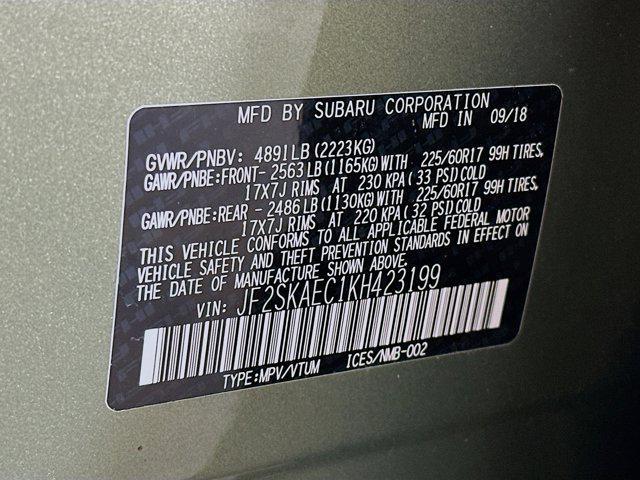 MFD BY SUBARU CORPORATION
MFD IN 09/18
GVWR/PNBV: 4891LB(2223KG)
GAWR/PNBE:FRONT-2563LB(1165KG)WITH 225/60R17 99H TIRES,
17X7J RIMS AT 230 KPA(33 PSI)COLD
GAWR/PNBE:REAR -2486LB(1130KG)WITH 225/60R17 99H TIRES,
17X7J RIMS AT 220 KPA(32 PSI)COLD
THIS VEHICLE CONFORMS TO ALL APPLICABLE FEDERAL MOTOR
VEHICLE SAFETY AND THEFT PREVENTION STANDARDS IN EFFECT ON
THE DATE OF MANUFACTURE SHOWN ABOVE.
VIN: JF2SKAEC1KH423199
TYPE:MPV/VTUM ICES/NMB-002